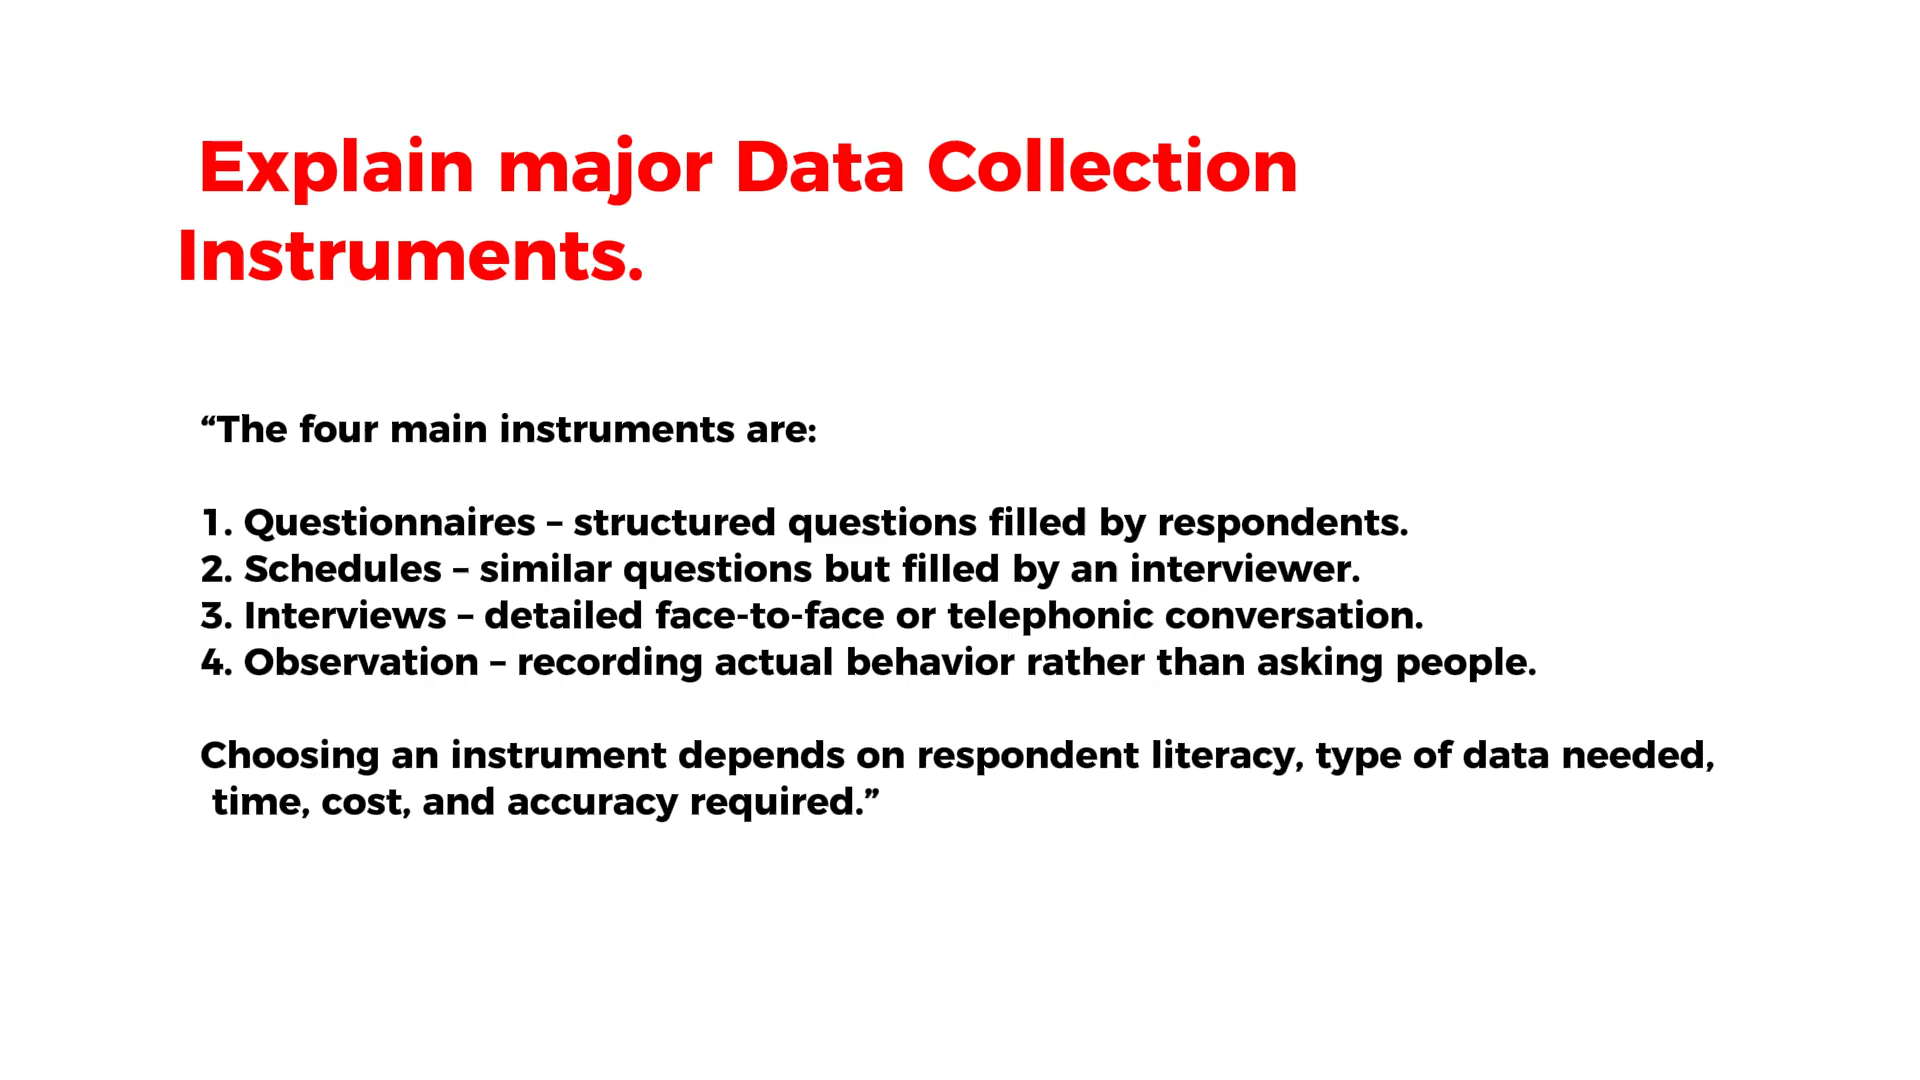 Explain major Data Collection
Instruments.
“The four main instruments are:
1. Questionnaires – structured questions filled by respondents.
2. Schedules – similar questions but filled by an interviewer.
3. Interviews – detailed face-to-face or telephonic conversation.
4. Observation – recording actual behavior rather than asking people.
Choosing an instrument depends on respondent literacy, type of data needed,
time, cost, and accuracy required.”